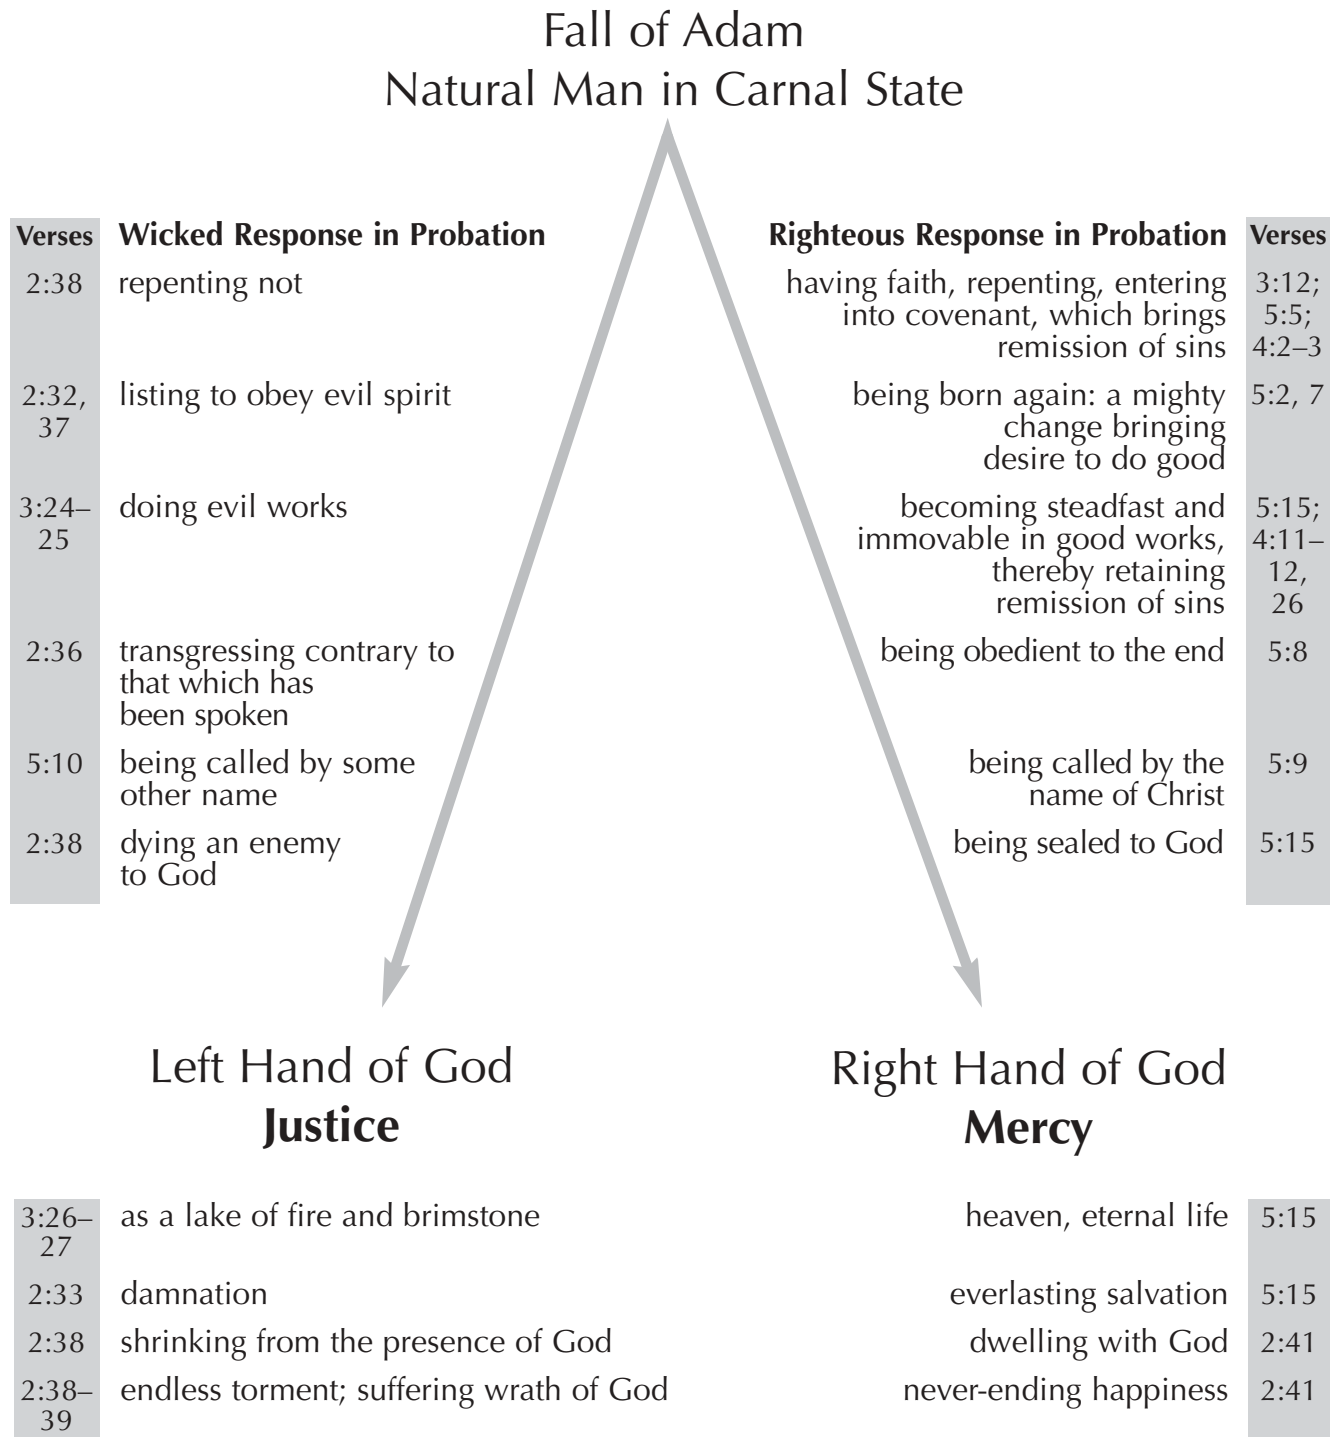 Fall of Adam
Natural Man in Carnal State
Verses Wicked Response in Probation
2:38 repenting not
2:32, listing to obey evil spirit
37
3:24– doing evil works
25
2:36 transgressing contrary to
that which has
been spoken
5:10 being called by some
other name
2:38 dying an enemy
to God
Righteous Response in Probation Verses
having faith, repenting, entering 3:12;
into covenant, which brings 5:5;
remission of sins 4:2–3
being born again: a mighty 5:2, 7
change bringing
desire to do good
becoming steadfast and 5:15;
immovable in good works, 4:11–
thereby retaining 12,
remission of sins 26
being obedient to the end 5:8
being called by the 5:9
name of Christ
being sealed to God 5:15
Left Hand of God
Justice
3:26– as a lake of fire and brimstone
27
2:33 damnation
2:38 shrinking from the presence of God
2:38– endless torment; suffering wrath of God
39
Right Hand of God
Mercy
heaven, eternal life 5:15
everlasting salvation 5:15
dwelling with God 2:41
never-ending happiness 2:41